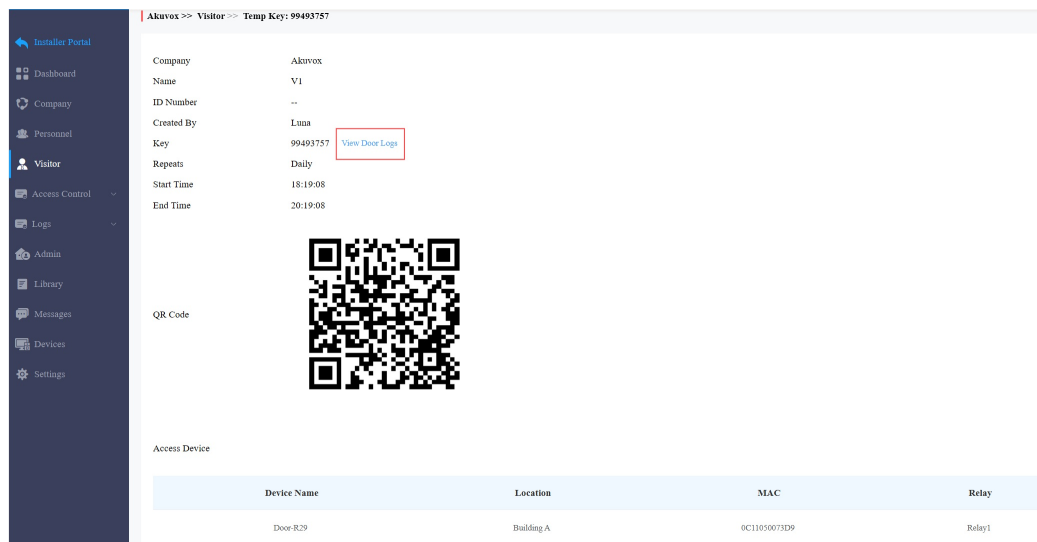 Akuvox >> Visitor >> Temp Key: 99493757
Installer Portal
Dashboard
Company
Personnel
Visitor
Access Control
Logs
Admin
Library
Messages
Devices
Settings
Company Akuvox
Name V1
ID Number --
Created By Luna
Key 99493757 View Door Logs
Repeats Daily
Start Time 18:19:08
End Time 20:19:08
QR Code
Access Device
Device Name Location MAC Relay
Door-R29 Building A 0C11050073D9 Relay1